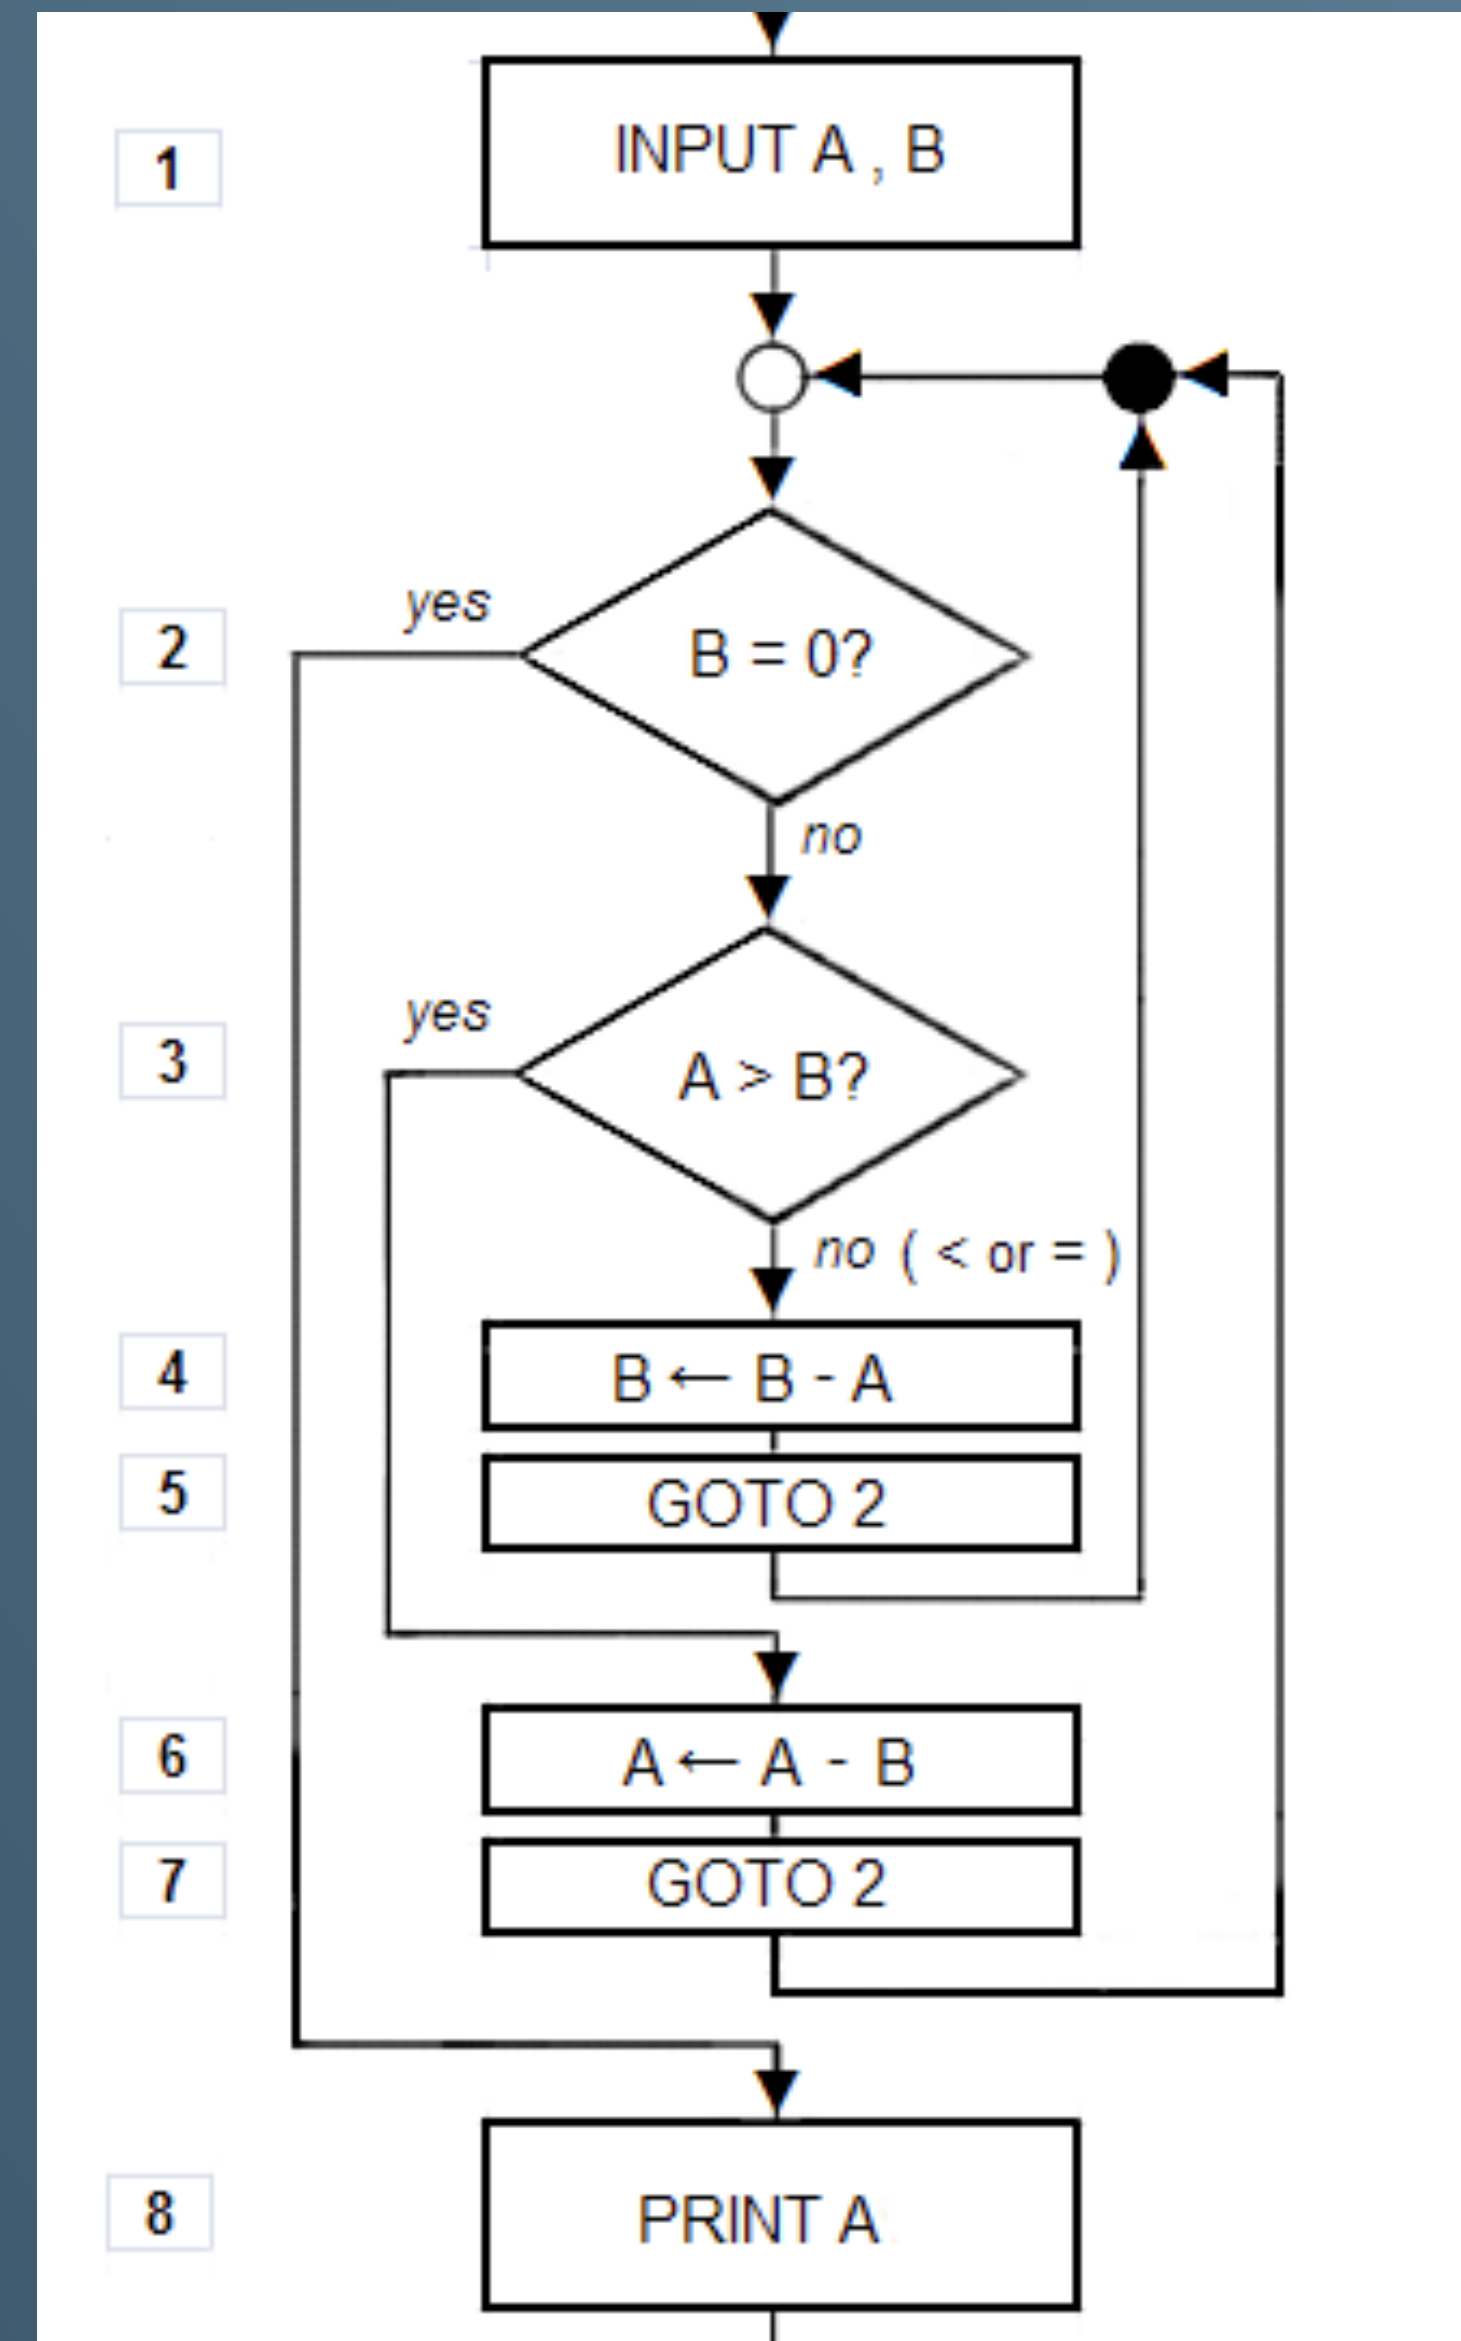 1
INPUT A , B
yes
2
B = 0?
no
yes
3
A > B?
no ( < or = )
4
B ← B - A
5
GOTO 2
6
A ← A - B
7
GOTO 2
8
PRINT A